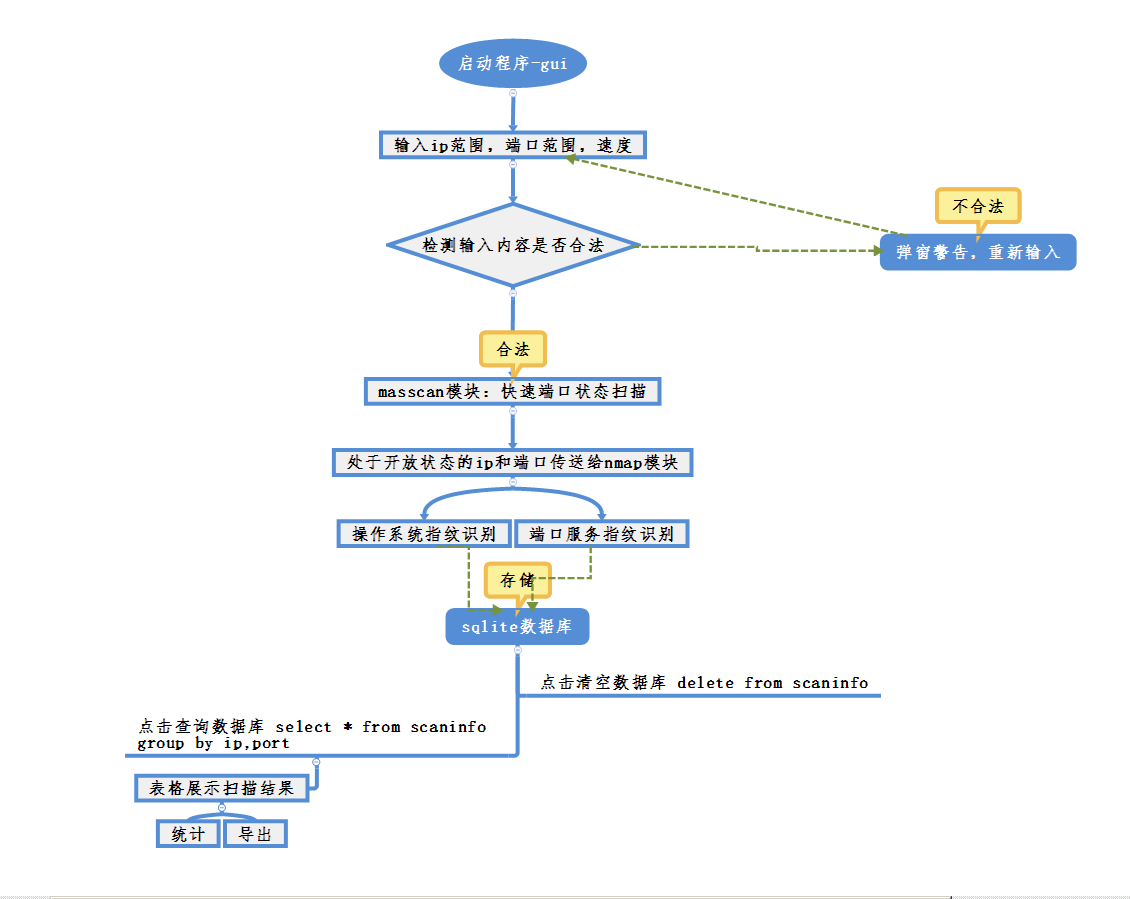 启动程序-gui
输入ip范围，端口范围，速度
不合法
检测输入内容是否合法
弹窗警告，重新输入
合法
masscan模块：快速端口状态扫描
处于开放状态的ip和端口传送给nmap模块
操作系统指纹识别
端口服务指纹识别
存储
sqlite数据库
点击清空数据库 delete from scaninfo
点击查询数据库 select * from scaninfo
group by ip,port
表格展示扫描结果
统计
导出